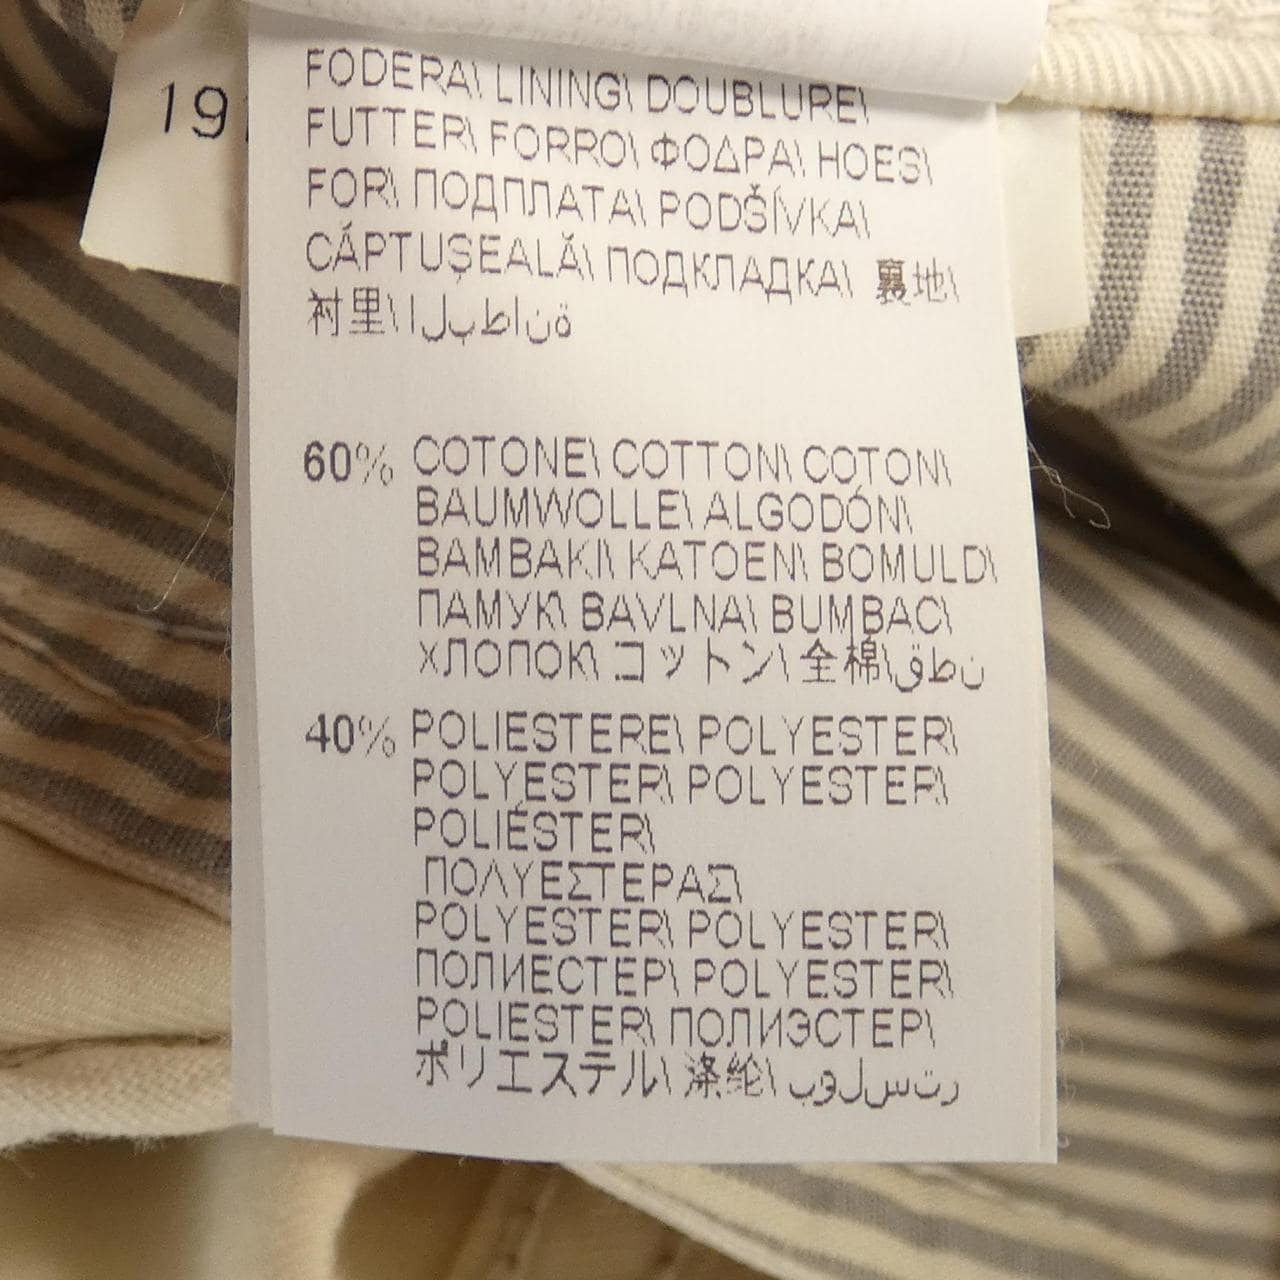 19
FODERA\ LINING\ DOUBLURE\
FUTTER\ FORRO\ ΦΟΔΡΑ\ HOES\
FOR\ ПОДПЛАТА\ PODŠÍVKA\
CĂPTUȘEALĂ\ ПОДКЛАДКА\ 裏地\
衬里\ البطانة
60% COTONE\ COTTON\ COTON\
BAUMWOLLE\ ALGODÓN\
BAMBAKI\ KATOEN\ BOMULD\
ПАМУК\ BAVLNA\ BUMBAC\
ХЛОПОК\ コットン\ 全棉\ قطن
40% POLIESTERE\ POLYESTER\
POLYESTER\ POLYESTER\
POLIÉSTER\
ΠΟΛΥΕΣΤΕΡΑΣ\
POLYESTER\ POLYESTER\
ПОЛИЕСТЕР\ POLYESTER\
POLIESTER\ ПОЛИЭСТЕР\
ポリエステル\ 涤纶\ بولستر